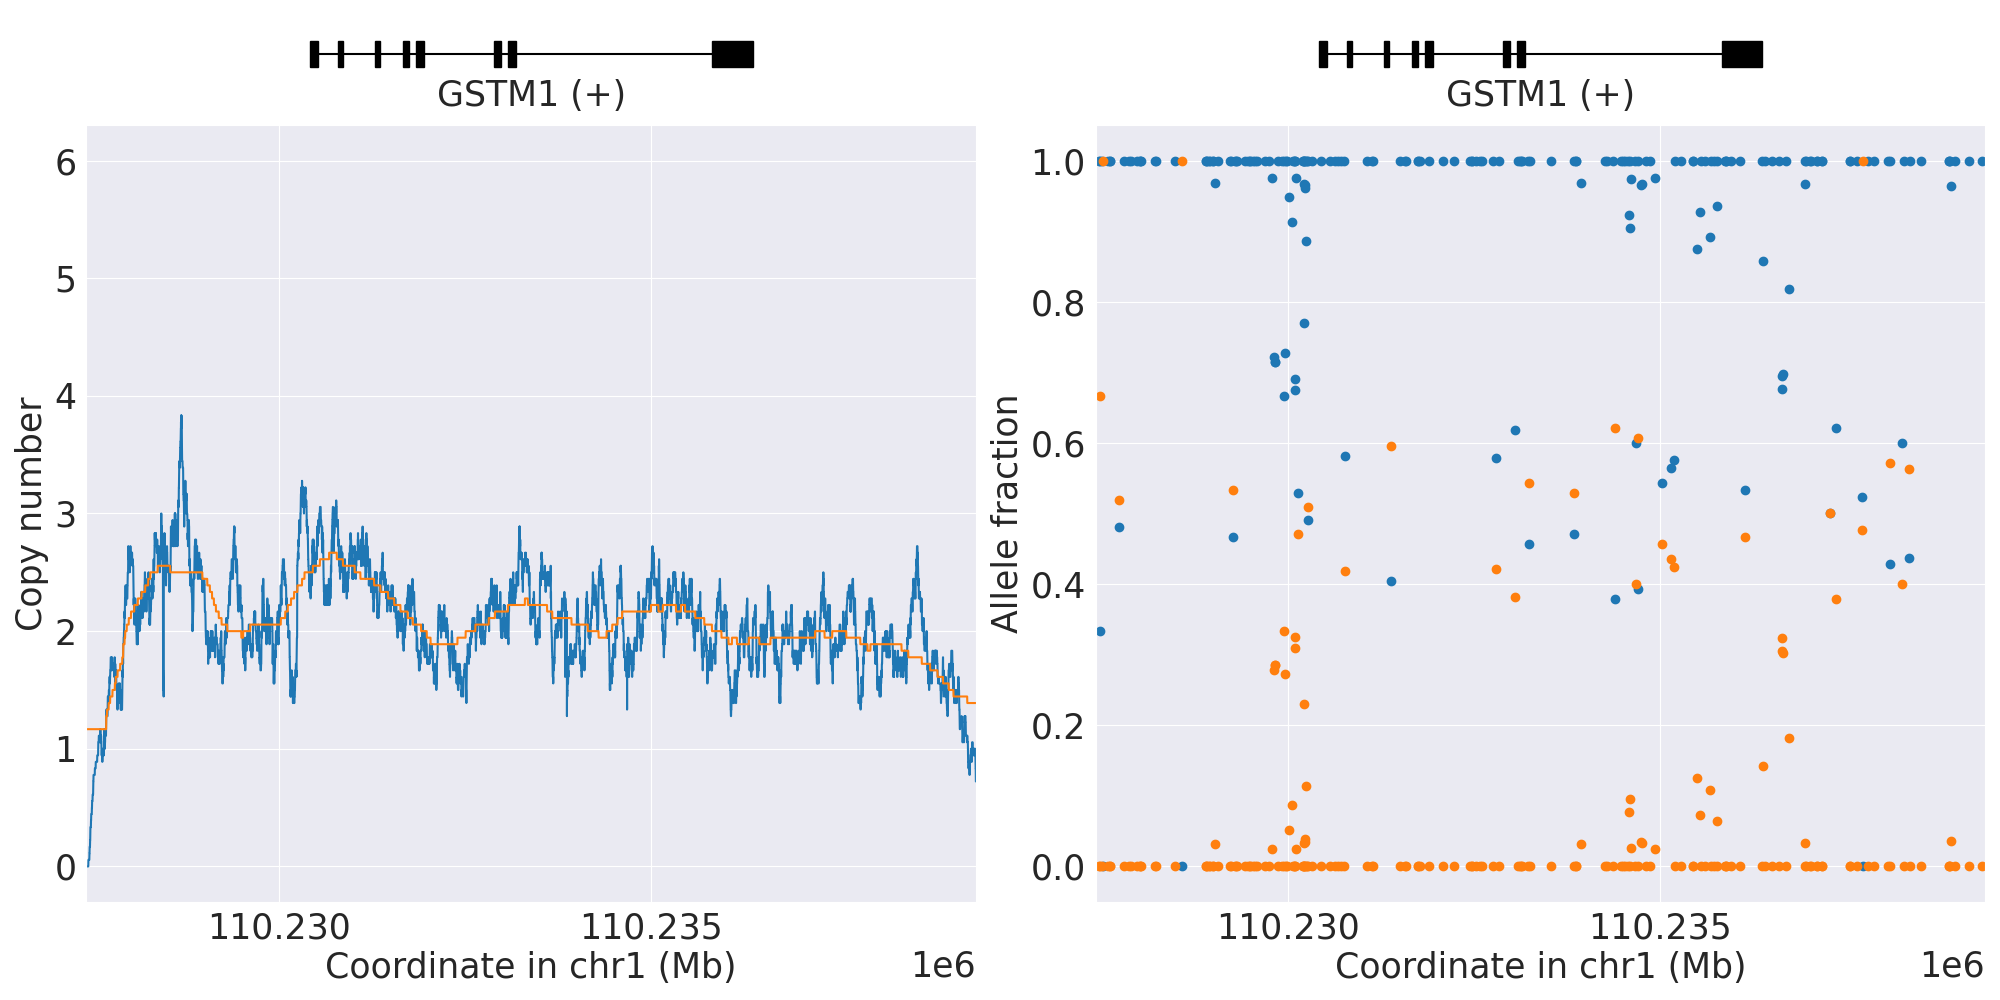 GSTM1 (+)
GSTM1 (+)
Copy number
6
5
4
3
2
1
0
110.230
110.235
Coordinate in chr1 (Mb)
1e6
Allele fraction
1.0
0.8
0.6
0.4
0.2
0.0
110.230
110.235
Coordinate in chr1 (Mb)
1e6